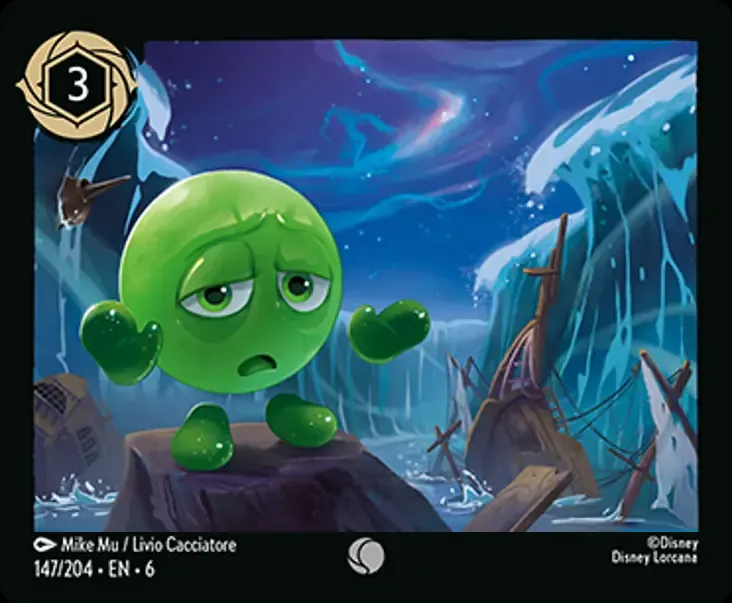 3
Mike Mu / Livio Cacciatore
147/204 • EN • 6
©Disney
Disney Lorcana